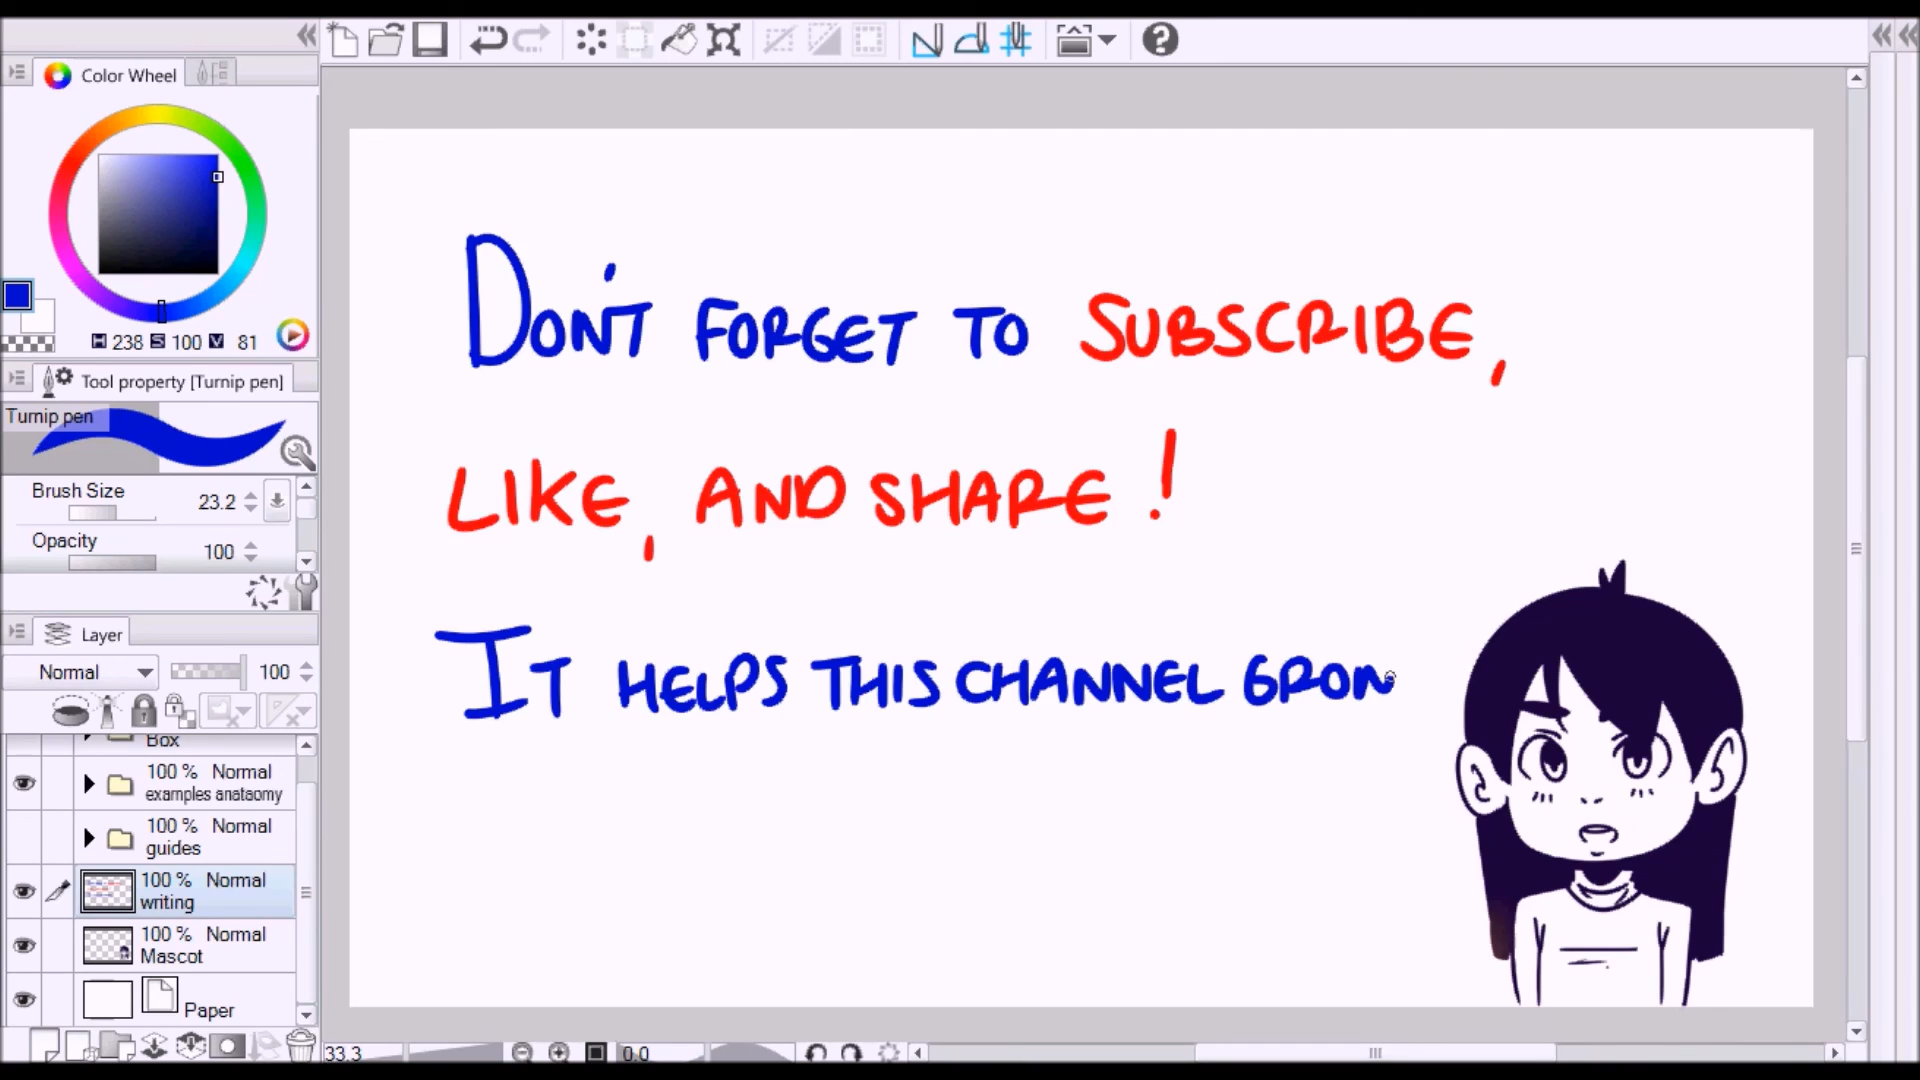 Color Wheel
H 238 S 100 V 81
Tool property [Turnip pen]
Turnip pen
Brush Size 23.2
Opacity 100
Layer
Normal 100
Box
100 % Normal
examples anataomy
100 % Normal
guides
100 % Normal
writing
100 % Normal
Mascot
Paper
DON'T FORGET TO SUBSCRIBE,
LIKE, AND SHARE!
IT HELPS THIS CHANNEL GRON
33.3 0.0